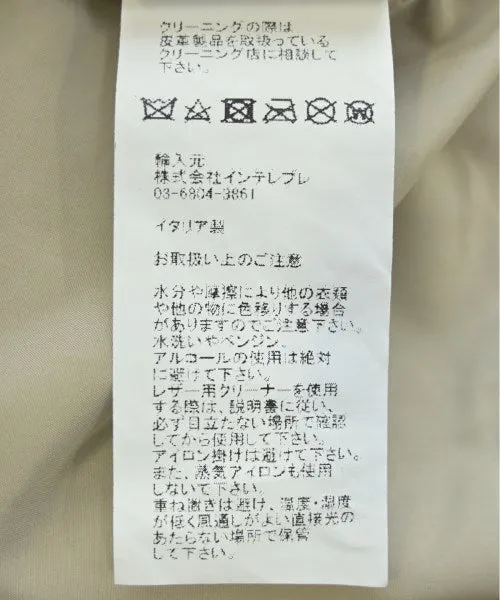 クリーニングの際は
皮革製品を取扱っている
クリーニング店に相談して
下さい。
輸入元
株式会社インテレプレ
03-6804-3861
イタリア製
お取扱い上のご注意
水分や摩擦により他の衣類
や他の物に色移りする場合
がありますのでご注意下さい。
水洗いやベンジン。
アルコールの使用は絶対
に避けて下さい。
レザー用クリーナーを使用
する際は、説明書に従い、
必ず目立たない場所で確認
してから使用して下さい。
アイロン掛けは避けて下さい。
また、蒸気アイロンも使用
しないて下さい。
重ね置きは避け、温度・湿度
が低く風通しがよい直接光の
あたらない場所で保管
して下さい。